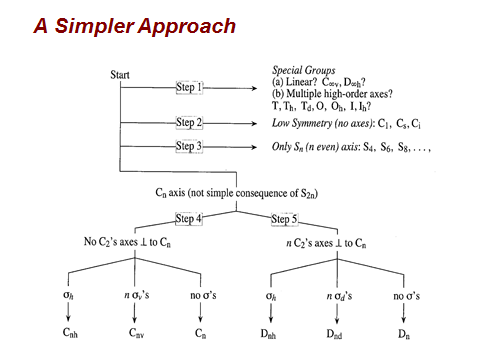 A Simpler Approach
Start
Step 1
Special Groups
(a) Linear? C∞v, D∞h?
(b) Multiple high-order axes?
T, Th, Td, O, Oh, I, Ih?
Step 2
Low Symmetry (no axes): C1, Cs, Ci
Step 3
Only Sn (n even) axis: S4, S6, S8, . . . ,
Cn axis (not simple consequence of S2n)
Step 4
Step 5
No C2's axes ⊥ to Cn
n C2's axes ⊥ to Cn
σh
n σv's
no σ's
σh
n σd's
no σ's
Cnh
Cnv
Cn
Dnh
Dnd
Dn